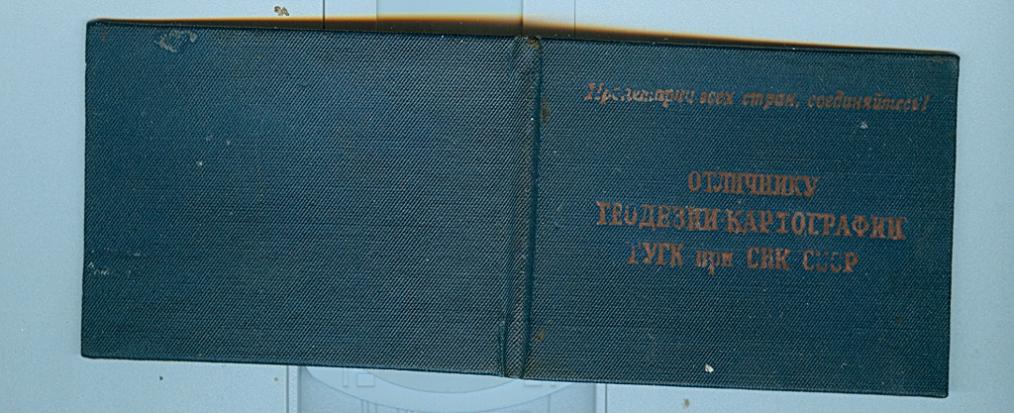 Пролетарии всех стран, соединяйтесь!
ОТЛИЧНИКУ
ГЕОДЕЗИИ КАРТОГРАФИИ
ГУГК при СНК СССР